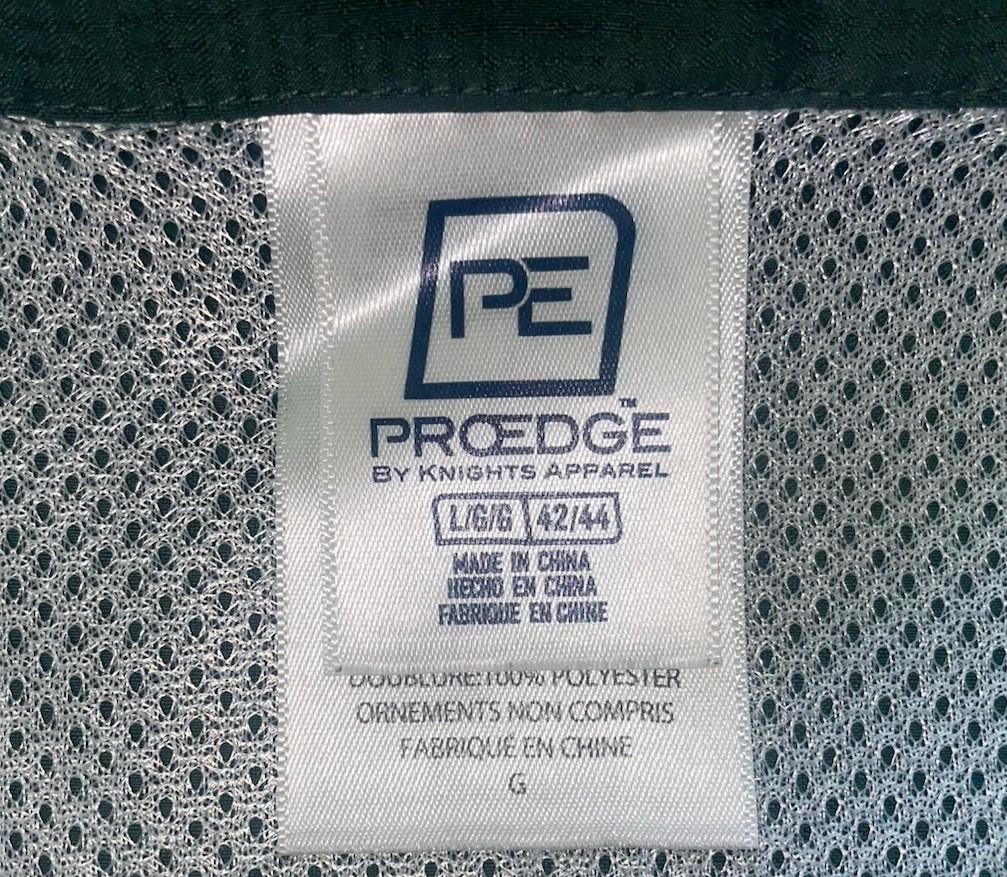 PE
PROEDGE™
BY KNIGHTS APPAREL
L/G/G 42/44
MADE IN CHINA
HECHO EN CHINA
FABRIQUE EN CHINE
DOUBLURE:100% POLYESTER
ORNEMENTS NON COMPRIS
FABRIQUÉ EN CHINE
G